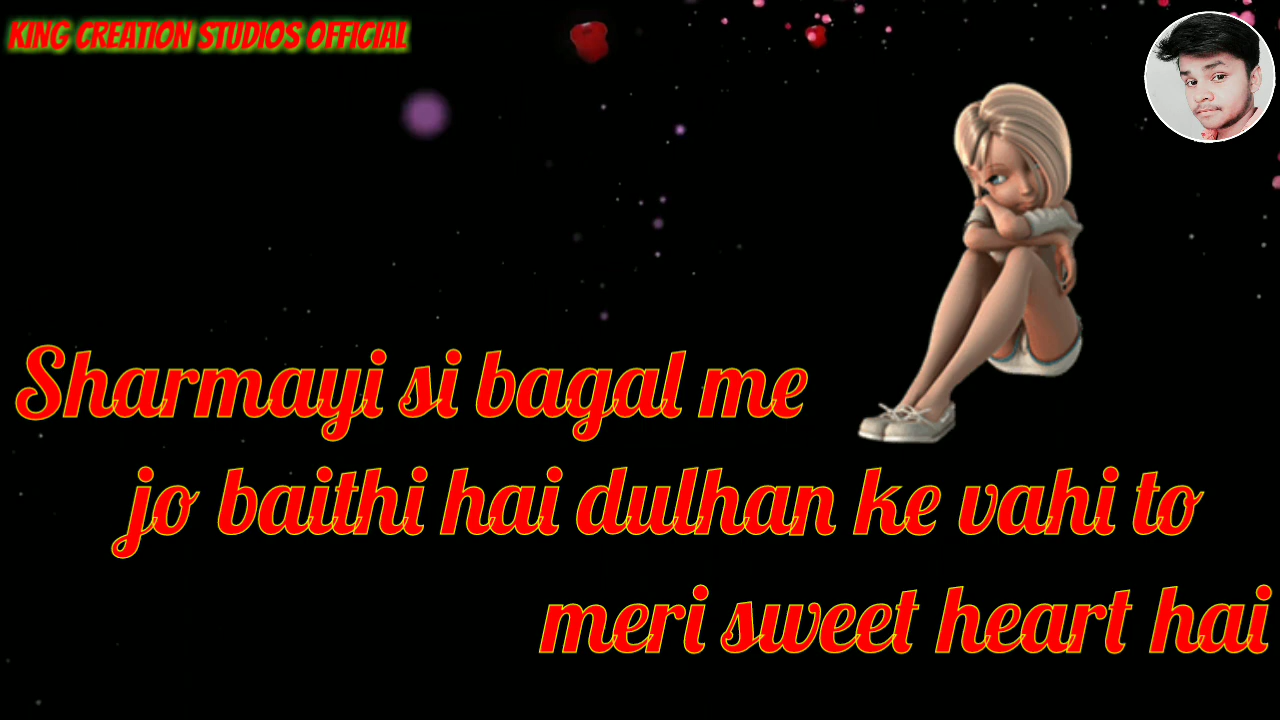 KING CREATION STUDIOS OFFICIAL
Sharmayi si bagal me
jo baithi hai dulhan ke vahi to
meri sweet heart hai